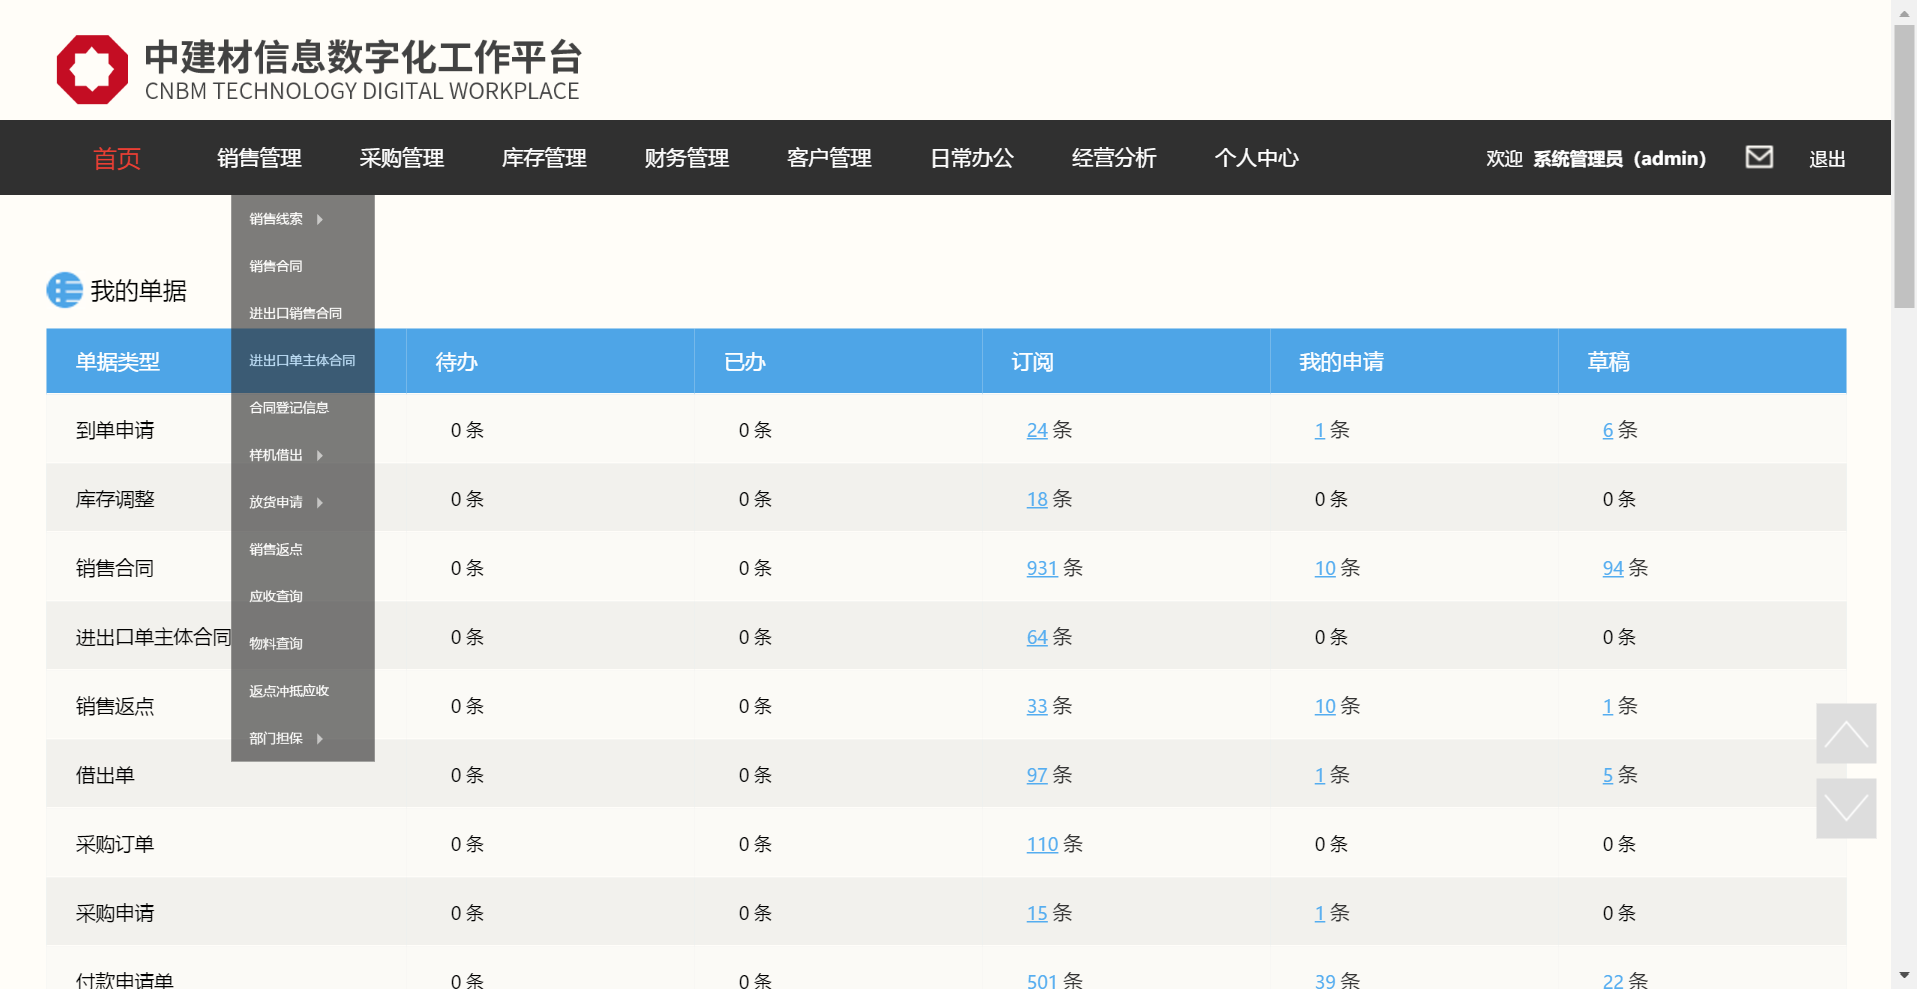 中建材信息数字化工作平台
CNBM TECHNOLOGY DIGITAL WORKPLACE
首页 销售管理 采购管理 库存管理 财务管理 客户管理 日常办公 经营分析 个人中心 欢迎 系统管理员（admin） 退出
销售线索
销售合同
进出口销售合同
进出口单主体合同
合同登记信息
样机借出
放货申请
销售返点
应收查询
物料查询
返点冲抵应收
部门担保
我的单据
单据类型 待办 已办 订阅 我的申请 草稿
到单申请 0 条 0 条 24 条 1 条 6 条
库存调整 0 条 0 条 18 条 0 条 0 条
销售合同 0 条 0 条 931 条 10 条 94 条
进出口单主体合同 0 条 0 条 64 条 0 条 0 条
销售返点 0 条 0 条 33 条 10 条 1 条
借出单 0 条 0 条 97 条 1 条 5 条
采购订单 0 条 0 条 110 条 0 条 0 条
采购申请 0 条 0 条 15 条 1 条 0 条
付款申请单 0 条 0 条 501 条 39 条 22 条